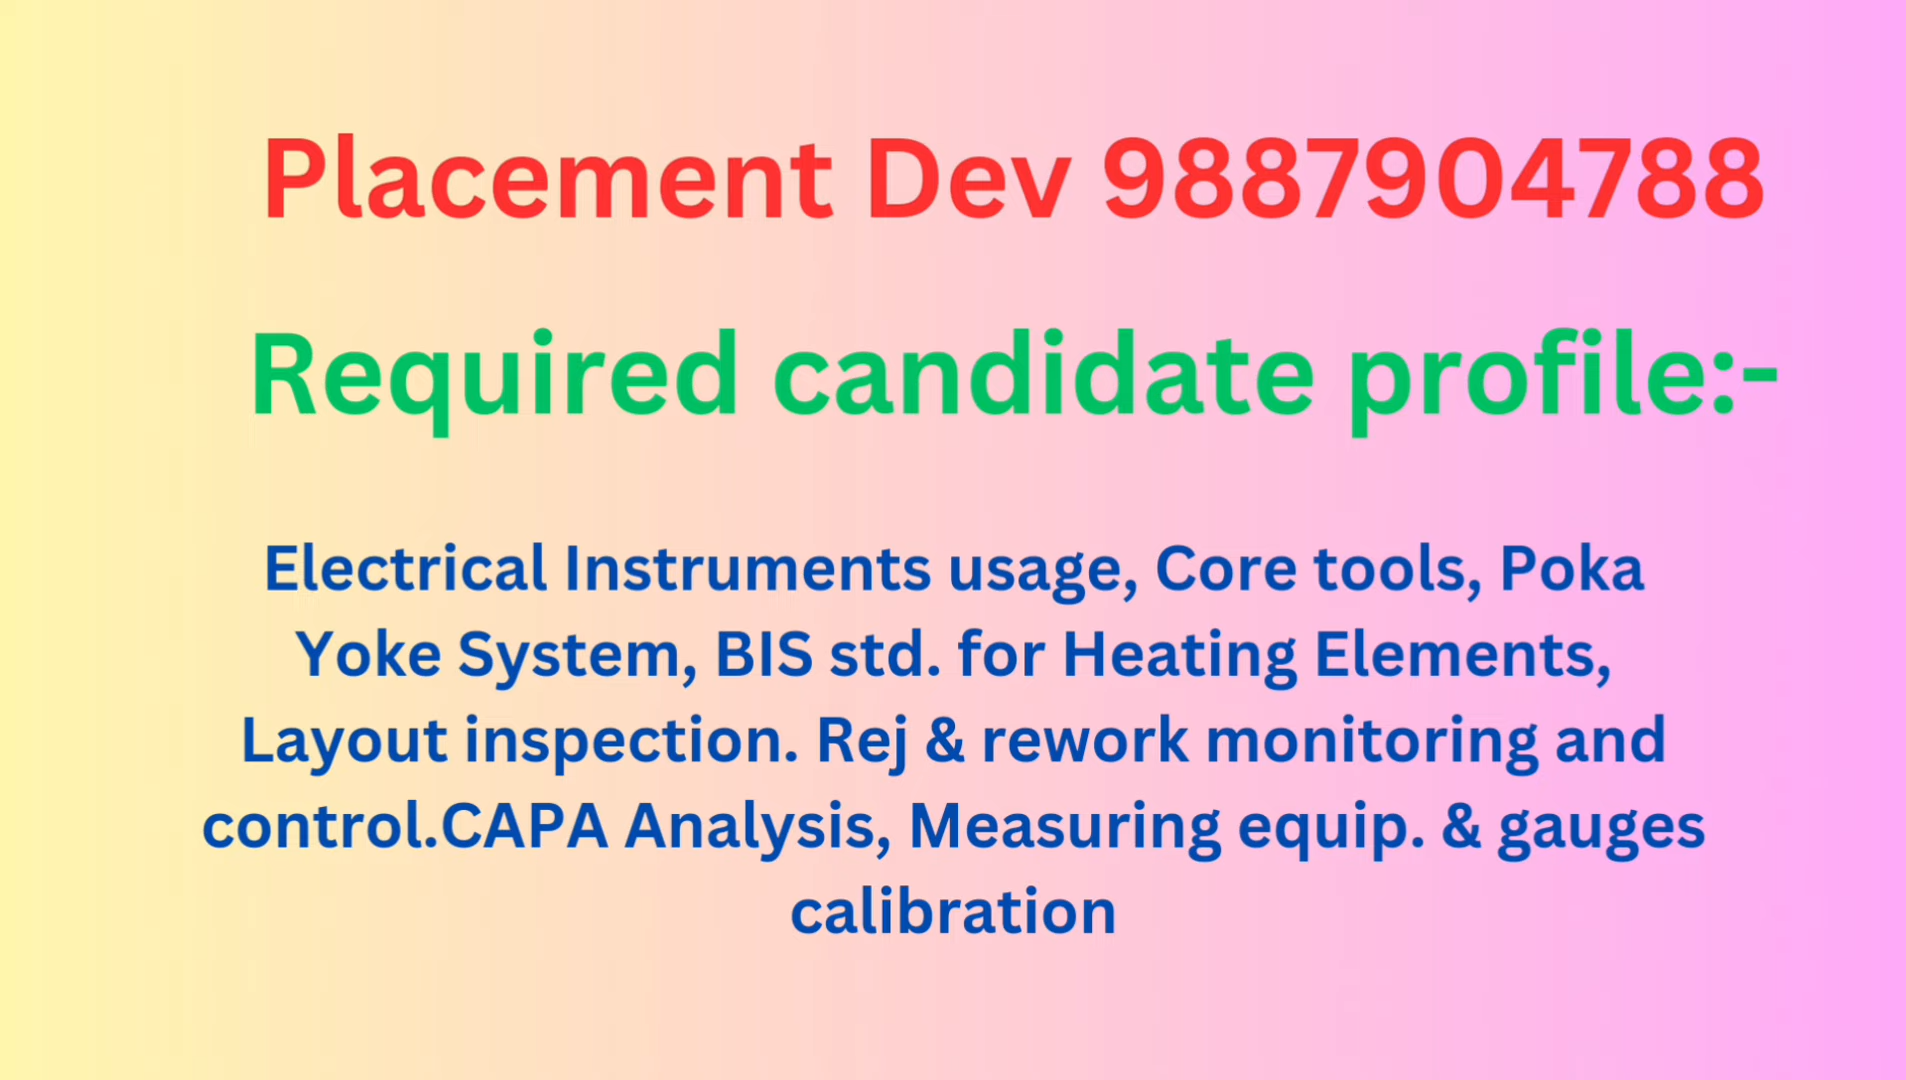 Placement Dev 9887904788
Required candidate profile:-
Electrical Instruments usage, Core tools, Poka
Yoke System, BIS std. for Heating Elements,
Layout inspection. Rej & rework monitoring and
control.CAPA Analysis, Measuring equip. & gauges
calibration